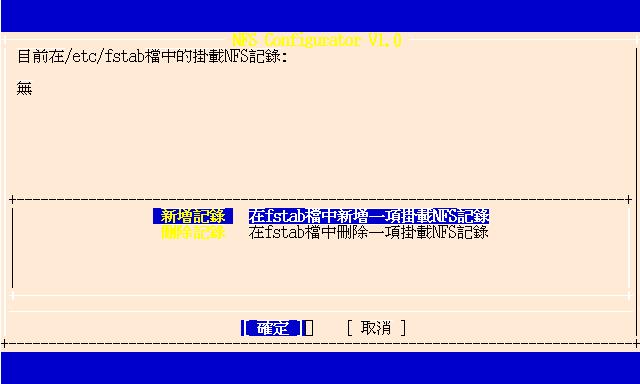 NFS Configurator V1.0
目前在/etc/fstab檔中的掛載NFS記錄:
無
新增記錄 在fstab檔中新增一項掛載NFS記錄
刪除記錄 在fstab檔中刪除一項掛載NFS記錄
[ 確定 ] [ 取消 ]